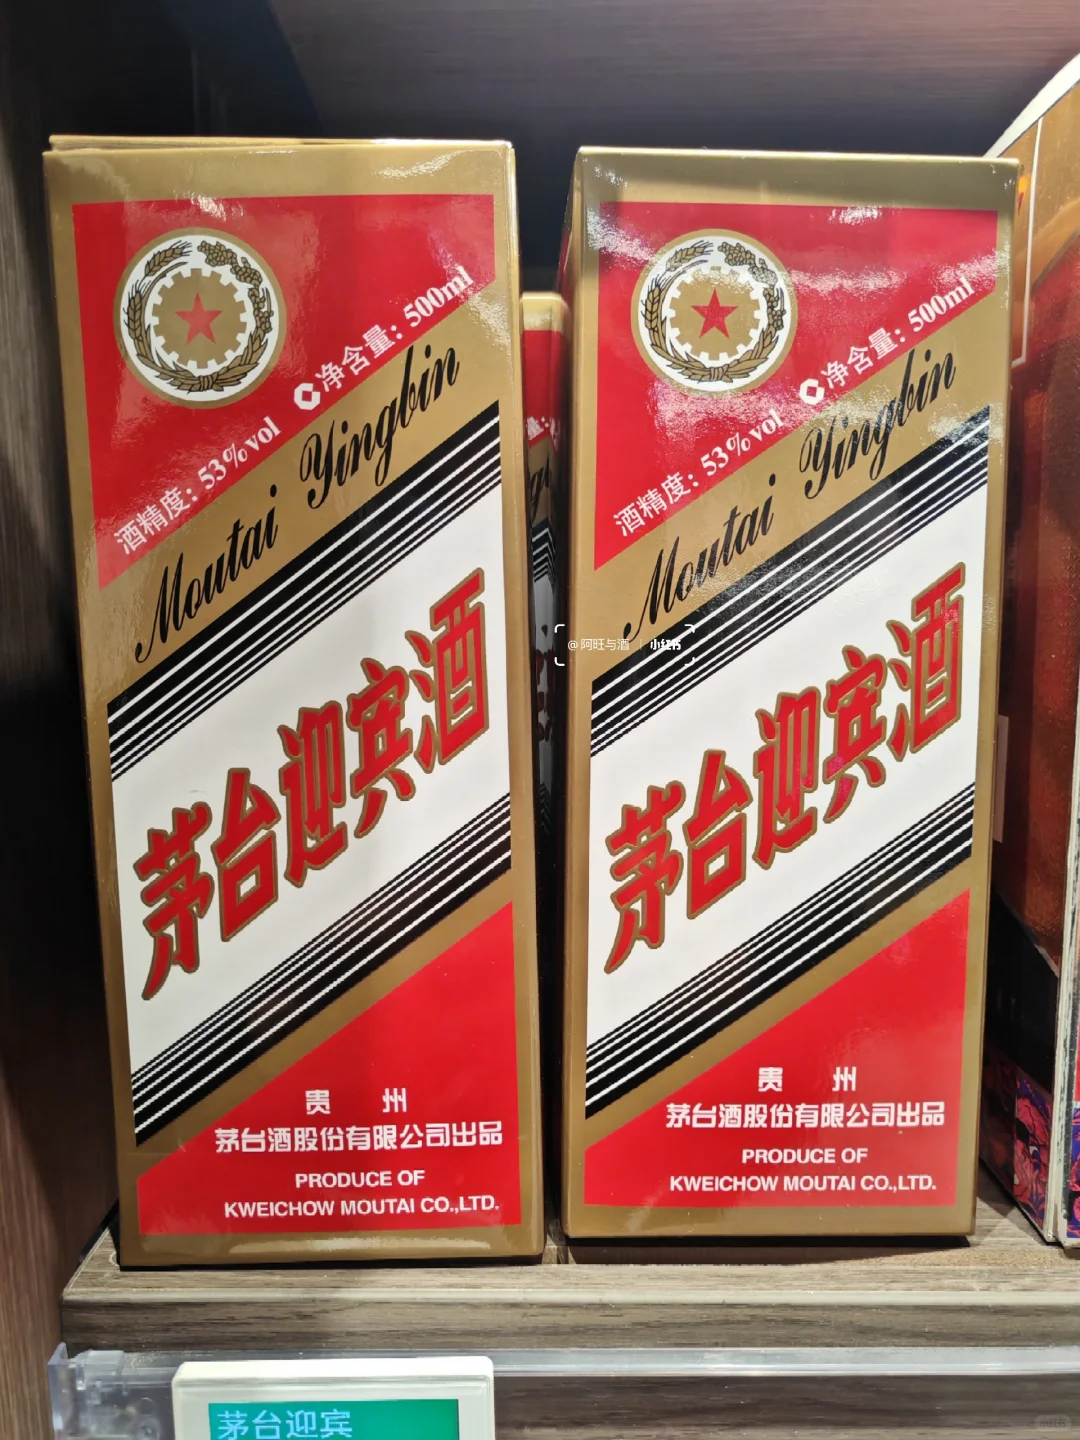 净含量: 500ml
酒精度: 53%vol
Moutai Yingbin
茅台迎宾酒
贵州
茅台酒股份有限公司出品
PRODUCE OF
KWEICHOW MOUTAI CO.,LTD.
净含量: 500ml
酒精度: 53%vol
Moutai Yingbin
@阿旺与酒 | 小红书
茅台迎宾酒
贵州
茅台酒股份有限公司出品
PRODUCE OF
KWEICHOW MOUTAI CO.,LTD.
茅台迎宾
小红书